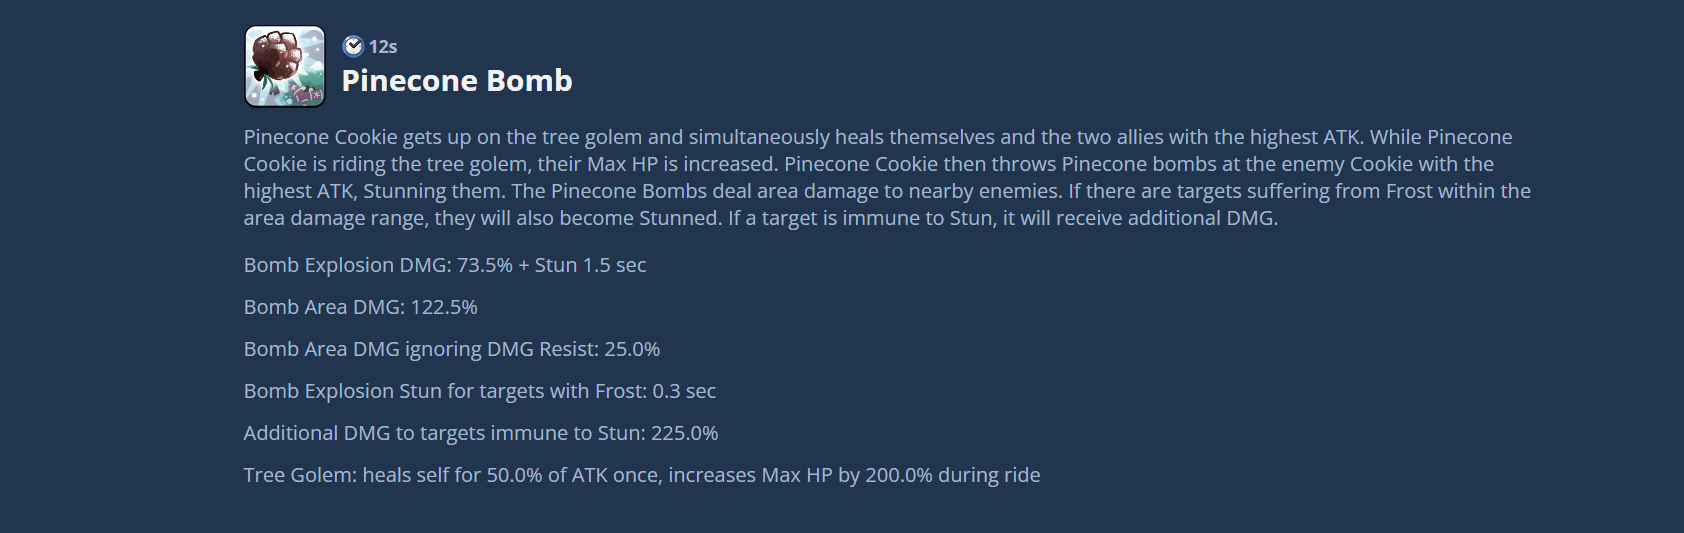 12s
Pinecone Bomb
Pinecone Cookie gets up on the tree golem and simultaneously heals themselves and the two allies with the highest ATK. While Pinecone
Cookie is riding the tree golem, their Max HP is increased. Pinecone Cookie then throws Pinecone bombs at the enemy Cookie with the
highest ATK, Stunning them. The Pinecone Bombs deal area damage to nearby enemies. If there are targets suffering from Frost within the
area damage range, they will also become Stunned. If a target is immune to Stun, it will receive additional DMG.
Bomb Explosion DMG: 73.5% + Stun 1.5 sec
Bomb Area DMG: 122.5%
Bomb Area DMG ignoring DMG Resist: 25.0%
Bomb Explosion Stun for targets with Frost: 0.3 sec
Additional DMG to targets immune to Stun: 225.0%
Tree Golem: heals self for 50.0% of ATK once, increases Max HP by 200.0% during ride